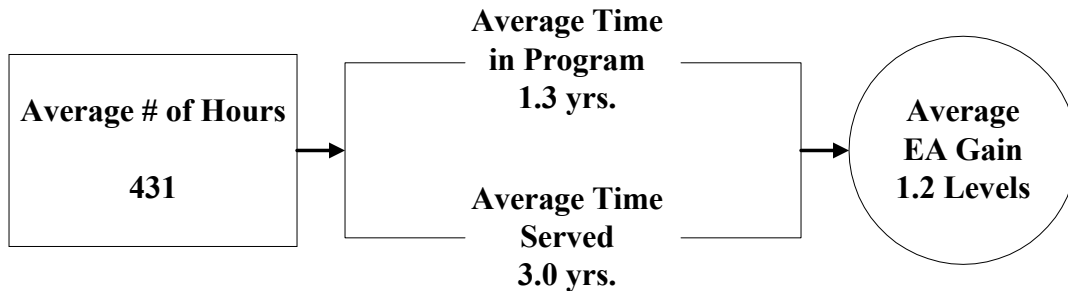 Average # of Hours
431
Average Time
in Program
1.3 yrs.
Average Time
Served
3.0 yrs.
Average
EA Gain
1.2 Levels